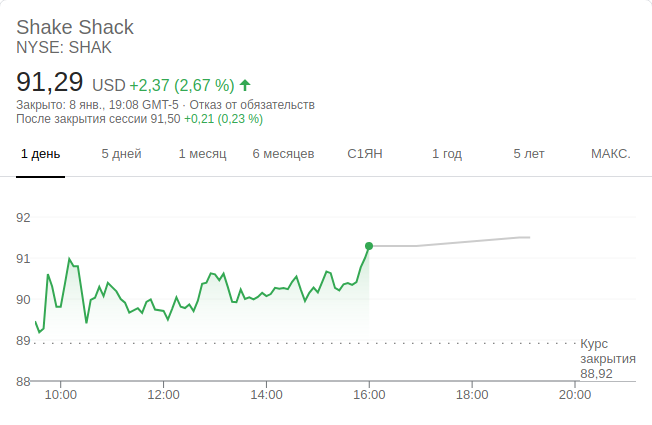 Shake Shack
NYSE: SHAK
91,29 USD +2,37 (2,67 %)
Закрыто: 8 янв., 19:08 GMT-5 · Отказ от обязательств
После закрытия сессии 91,50 +0,21 (0,23 %)
1 день 5 дней 1 месяц 6 месяцев С1ЯН 1 год 5 лет МАКС.
92
91
90
89
88
Курс
закрытия
88,92
10:00 12:00 14:00 16:00 18:00 20:00